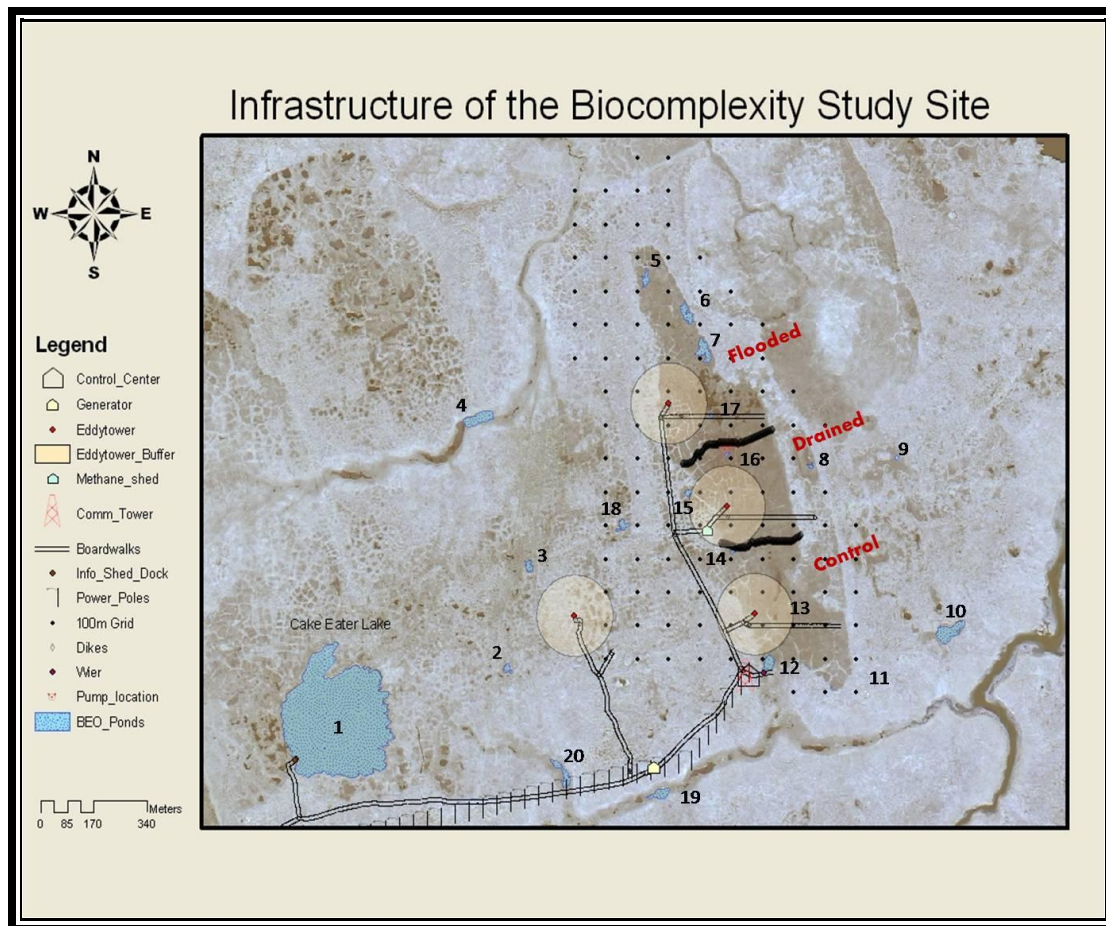 Infrastructure of the Biocomplexity Study Site
N
W E
S
Legend
Control_Center
Generator
Eddytower
Eddytower_Buffer
Methane_shed
Comm_Tower
Boardwalks
Info_Shed_Dock
Power_Poles
100m Grid
Dikes
Wier
Pump_location
BEO_Ponds
Meters
0 85 170 340
5
6
7
Flooded
4
17
Drained
16
8
9
18
15
3
14
Control
Cake Eater Lake
13
10
2
12
11
1
20
19